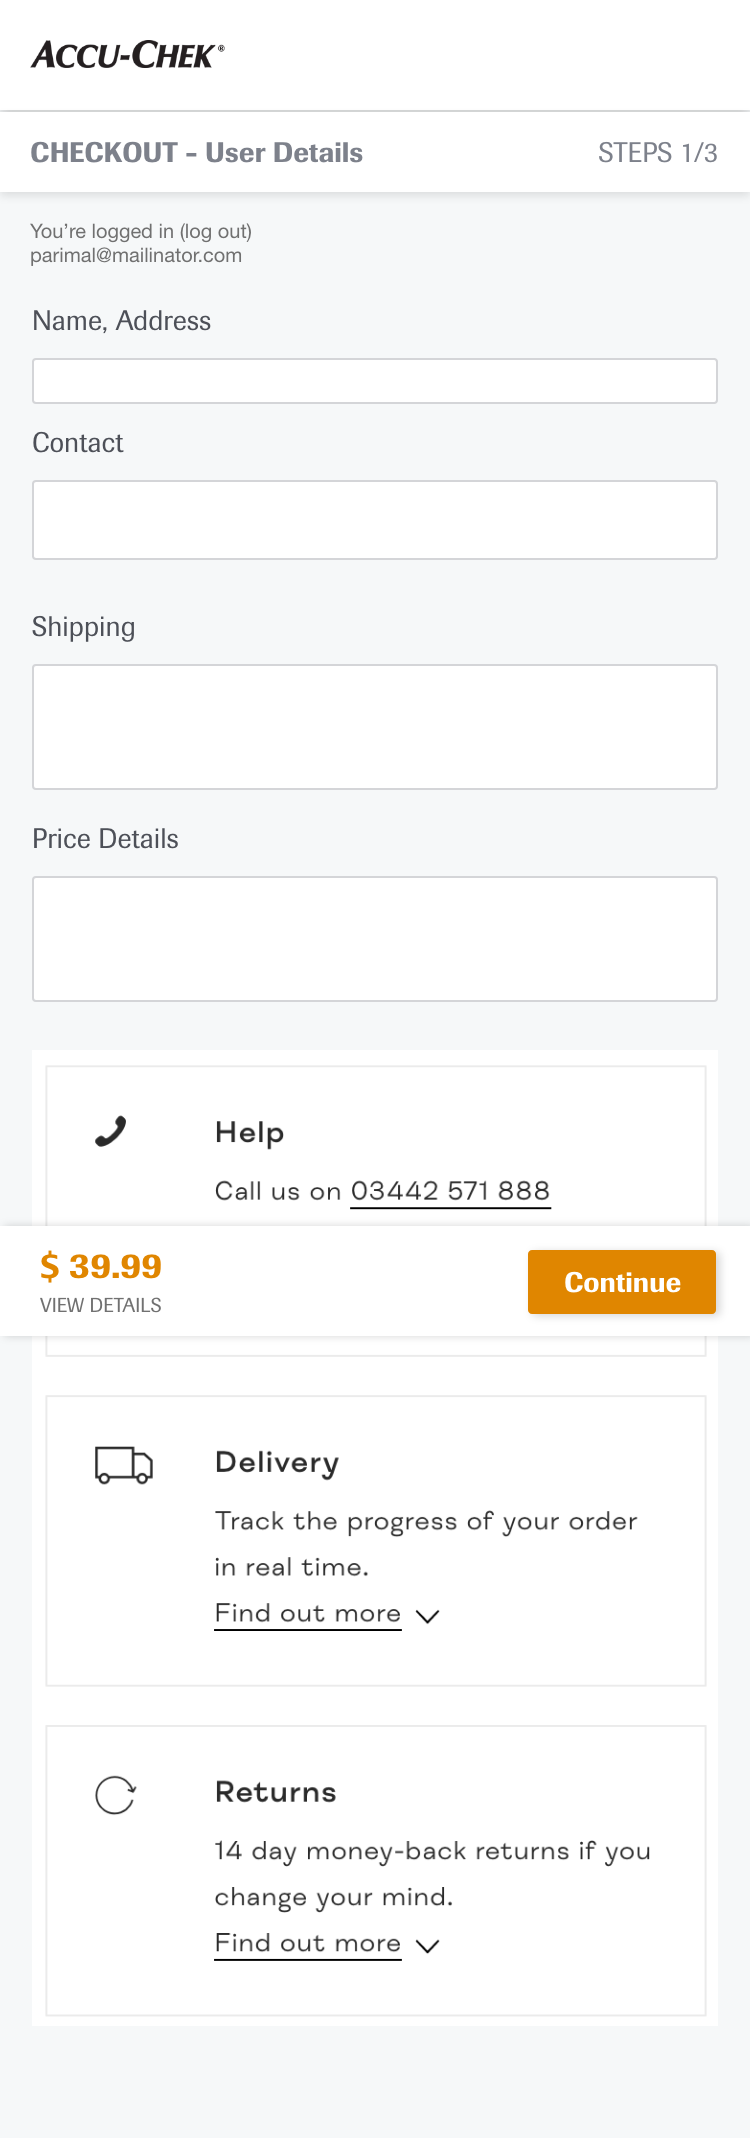 ACCU-CHEK®
CHECKOUT - User Details STEPS 1/3
You’re logged in (log out)
parimal@mailinator.com
Name, Address
Contact
Shipping
Price Details
Help
Call us on 03442 571 888
$ 39.99
VIEW DETAILS
Continue
Delivery
Track the progress of your order
in real time.
Find out more
Returns
14 day money-back returns if you
change your mind.
Find out more